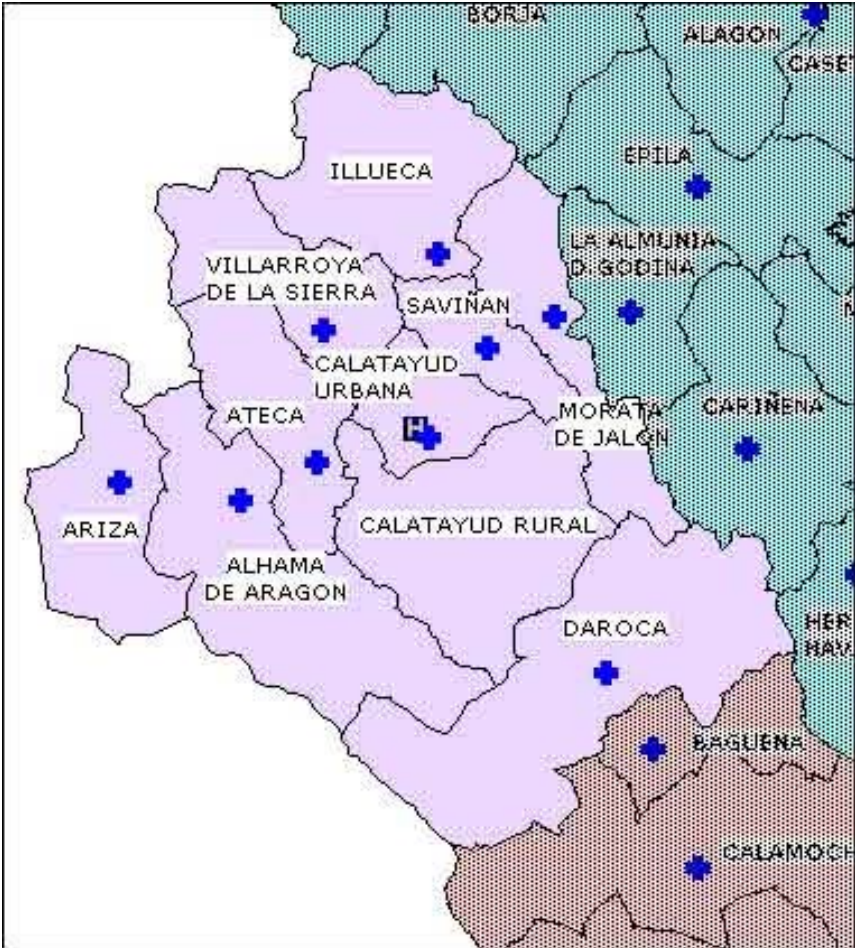 BORJA
ALAGON
CASET
EPILA
ILLUECA
LA ALMUNIA
D.GODINA
VILLARROYA
DE LA SIERRA
SAVIÑAN
CALATAYUD
URBANA
ATECA
MORATA
DE JALON
CARIÑENA
H
ARIZA
CALATAYUD RURAL
ALHAMA
DE ARAGON
DAROCA
HER
NAV
BAGUENA
CALAMOCH